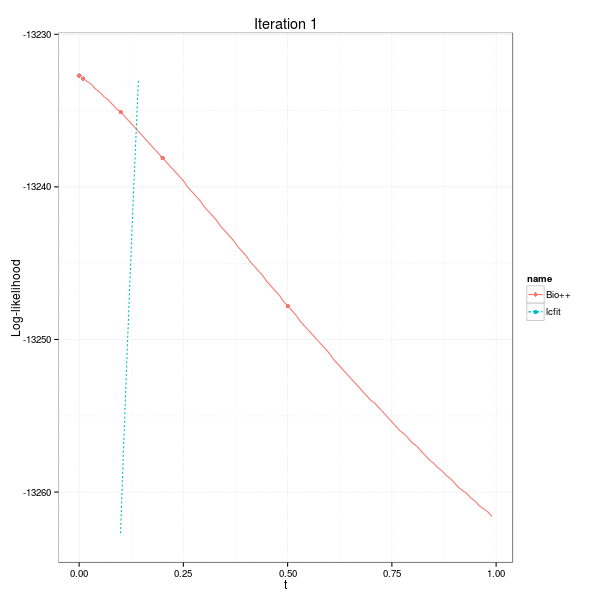 Iteration 1
Log-likelihood
-13230
-13240
-13250
-13260
0.00 0.25 0.50 0.75 1.00
t
name
Bio++
lcfit